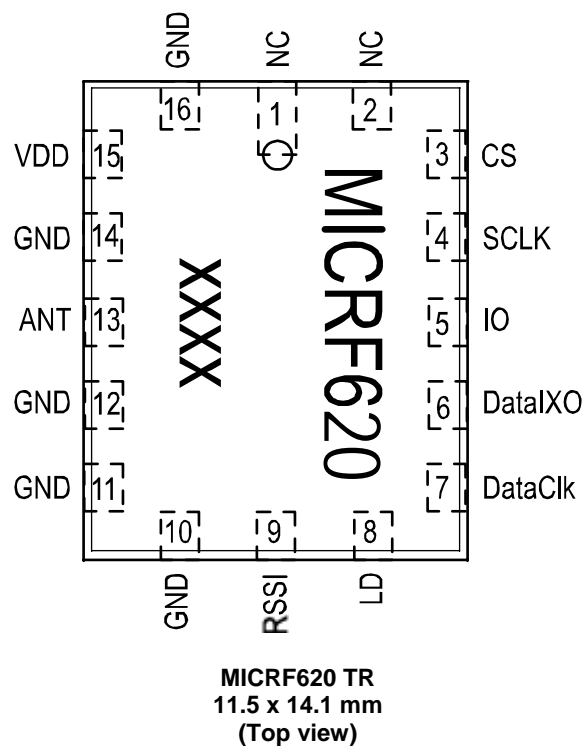 GND
NC
NC
16
1
2
VDD
15
3
CS
GND
14
4
SCLK
ANT
13
5
IO
GND
12
6
DataIXO
GND
11
7
DataClk
MICRF620
XXXX
10
9
8
GND
RSSI
LD
MICRF620 TR
11.5 x 14.1 mm
(Top view)